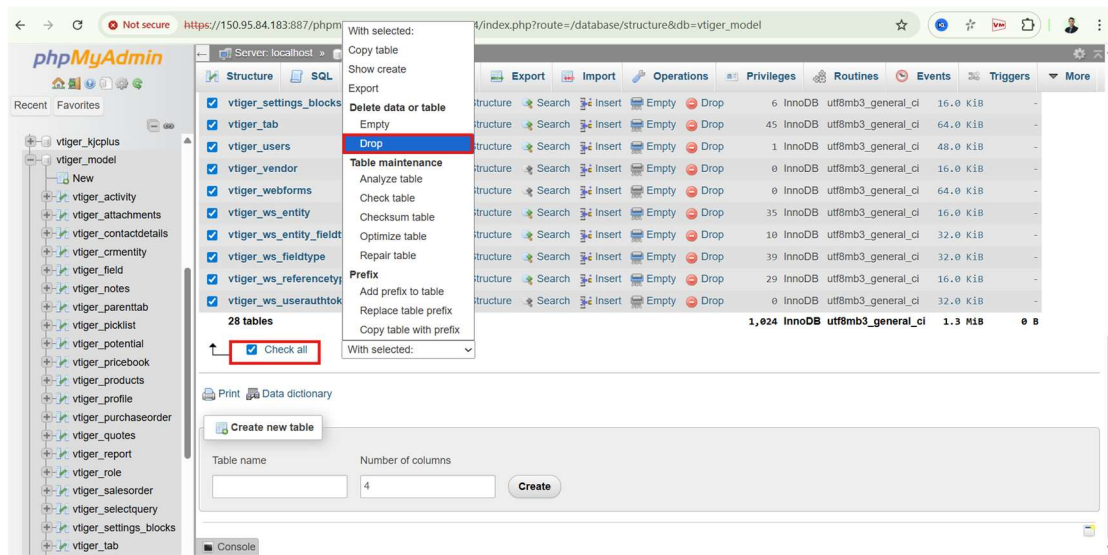 Not secure https://150.95.84.183:887/phpm 4/index.php?route=/database/structure&db=vtiger_model
phpMyAdmin
Recent Favorites
vtiger_kjcplus
vtiger_model
New
vtiger_activity
vtiger_attachments
vtiger_contactdetails
vtiger_crmentity
vtiger_field
vtiger_notes
vtiger_parenttab
vtiger_picklist
vtiger_potential
vtiger_pricebook
vtiger_products
vtiger_profile
vtiger_purchaseorder
vtiger_quotes
vtiger_report
vtiger_role
vtiger_salesorder
vtiger_selectquery
vtiger_settings_blocks
vtiger_tab
Server: localhost »
Structure SQL Export Import Operations Privileges Routines Events Triggers More
vtiger_settings_blocks Structure Search Insert Empty Drop 6 InnoDB utf8mb3_general_ci 16.0 KiB -
vtiger_tab Structure Search Insert Empty Drop 45 InnoDB utf8mb3_general_ci 64.0 KiB -
vtiger_users Structure Search Insert Empty Drop 1 InnoDB utf8mb3_general_ci 48.0 KiB -
vtiger_vendor Structure Search Insert Empty Drop 0 InnoDB utf8mb3_general_ci 16.0 KiB -
vtiger_webforms Structure Search Insert Empty Drop 0 InnoDB utf8mb3_general_ci 64.0 KiB -
vtiger_ws_entity Structure Search Insert Empty Drop 35 InnoDB utf8mb3_general_ci 16.0 KiB -
vtiger_ws_entity_fieldt Structure Search Insert Empty Drop 10 InnoDB utf8mb3_general_ci 32.0 KiB -
vtiger_ws_fieldtype Structure Search Insert Empty Drop 39 InnoDB utf8mb3_general_ci 32.0 KiB -
vtiger_ws_referencetyp Structure Search Insert Empty Drop 29 InnoDB utf8mb3_general_ci 16.0 KiB -
vtiger_ws_userauthtok Structure Search Insert Empty Drop 0 InnoDB utf8mb3_general_ci 32.0 KiB -
28 tables 1,024 InnoDB utf8mb3_general_ci 1.3 MiB 0 B
With selected:
Copy table
Show create
Export
Delete data or table
Empty
Drop
Table maintenance
Analyze table
Check table
Checksum table
Optimize table
Repair table
Prefix
Add prefix to table
Replace table prefix
Copy table with prefix
Check all With selected:
Print Data dictionary
Create new table
Table name Number of columns
4 Create
Console